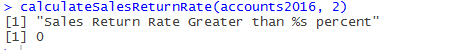 > calculateSalesReturnRate(accounts2016, 2)
[1] "Sales Return Rate Greater than %s percent"
[1] 0